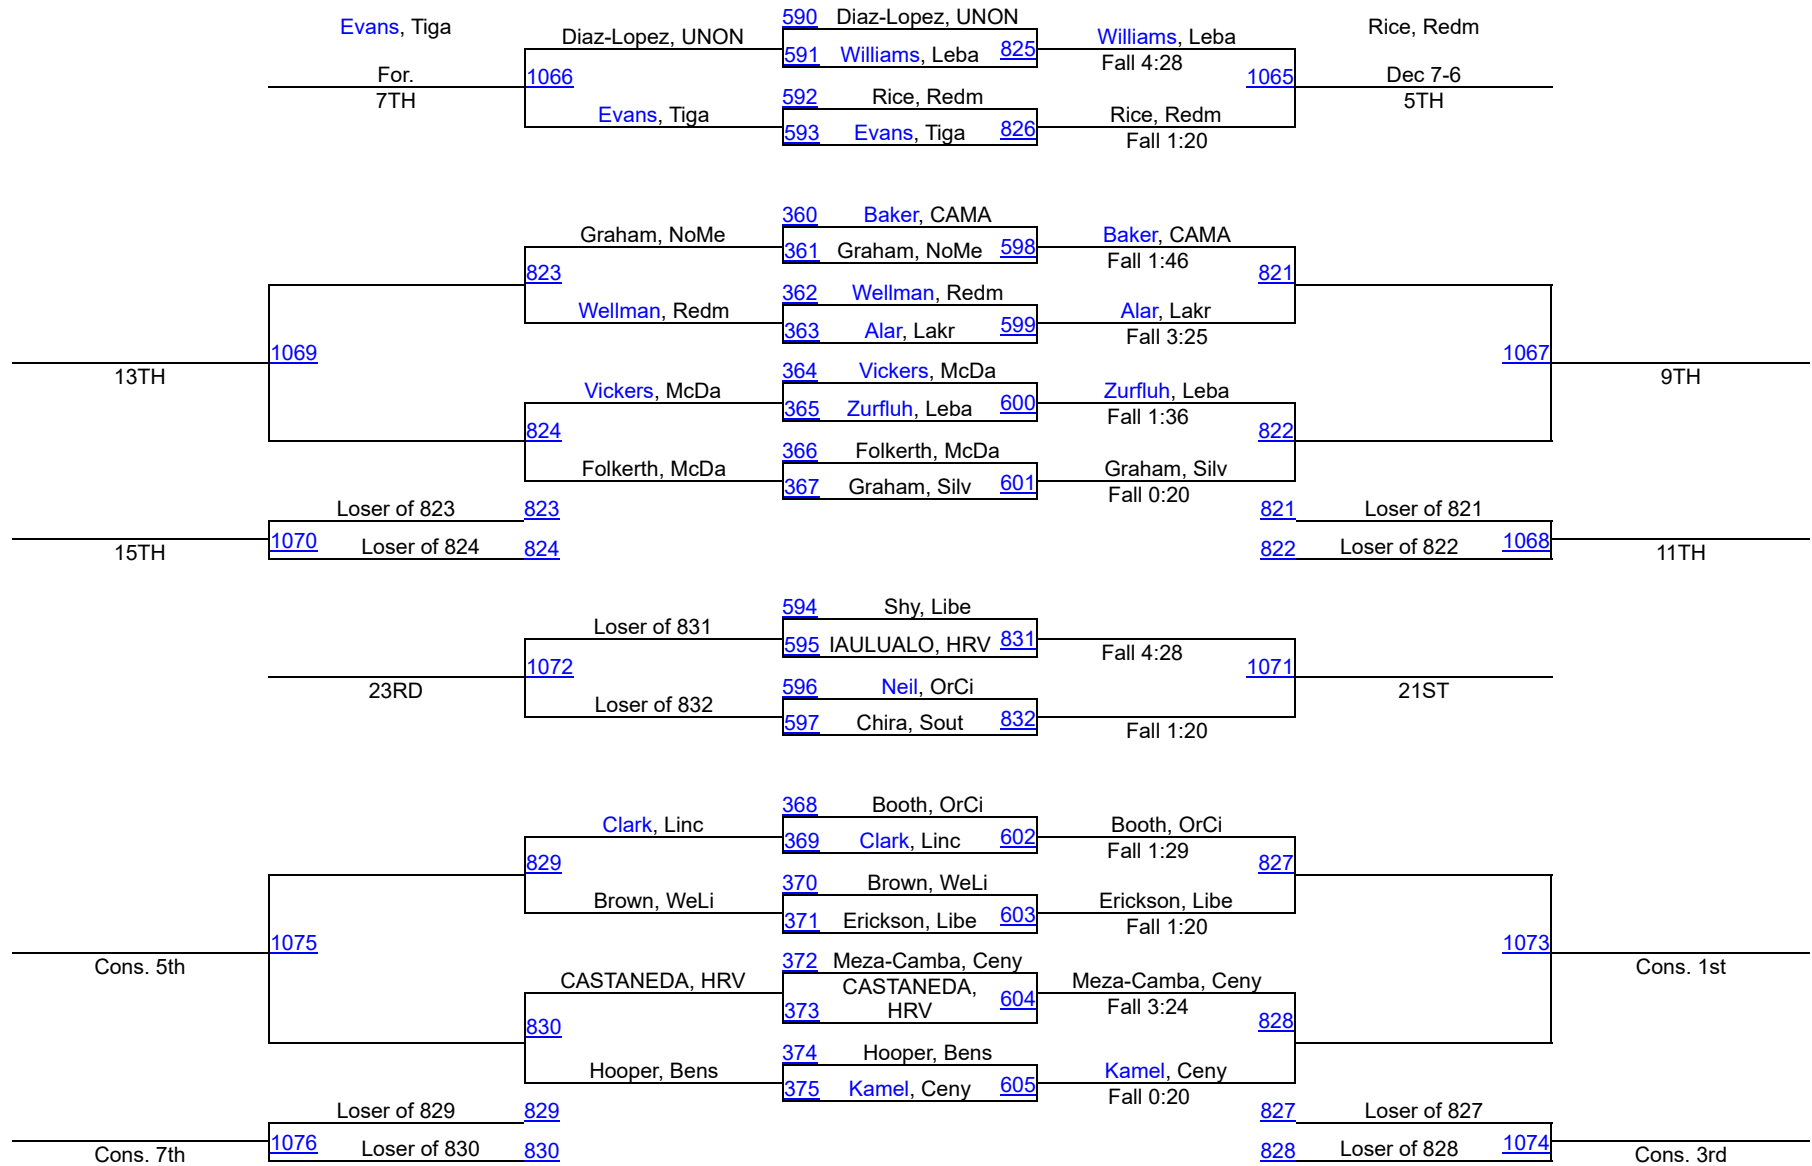 Evans, Tiga
For.
7TH
1066
Diaz-Lopez, UNON
Evans, Tiga
590 Diaz-Lopez, UNON
591 Williams, Leba 825
592 Rice, Redm
593 Evans, Tiga 826
Williams, Leba
Fall 4:28
Rice, Redm
Fall 1:20
1065
Rice, Redm
Dec 7-6
5TH
13TH
1069
823
824
Graham, NoMe
Wellman, Redm
Vickers, McDa
Folkerth, McDa
360 Baker, CAMA
361 Graham, NoMe 598
362 Wellman, Redm
363 Alar, Lakr 599
364 Vickers, McDa
365 Zurfluh, Leba 600
366 Folkerth, McDa
367 Graham, Silv 601
Baker, CAMA
Fall 1:46
Alar, Lakr
Fall 3:25
Zurfluh, Leba
Fall 1:36
Graham, Silv
Fall 0:20
821
822
1067
9TH
Loser of 823 823
15TH
1070 Loser of 824 824
821 Loser of 821
822 Loser of 822 1068
11TH
23RD
1072
Loser of 831
Loser of 832
594 Shy, Libe
595 IAULUALO, HRV 831
596 Neil, OrCi
597 Chira, Sout 832
Fall 4:28
Fall 1:20
1071
21ST
Cons. 5th
1075
829
830
Clark, Linc
Brown, WeLi
CASTANEDA, HRV
Hooper, Bens
368 Booth, OrCi
369 Clark, Linc 602
370 Brown, WeLi
371 Erickson, Libe 603
372 Meza-Camba, Ceny
CASTANEDA,
373 HRV 604
374 Hooper, Bens
375 Kamel, Ceny 605
Booth, OrCi
Fall 1:29
Erickson, Libe
Fall 1:20
Meza-Camba, Ceny
Fall 3:24
Kamel, Ceny
Fall 0:20
827
828
1073
Cons. 1st
Loser of 829 829
1076 Loser of 830 830
Cons. 7th
827 Loser of 827
828 Loser of 828 1074
Cons. 3rd